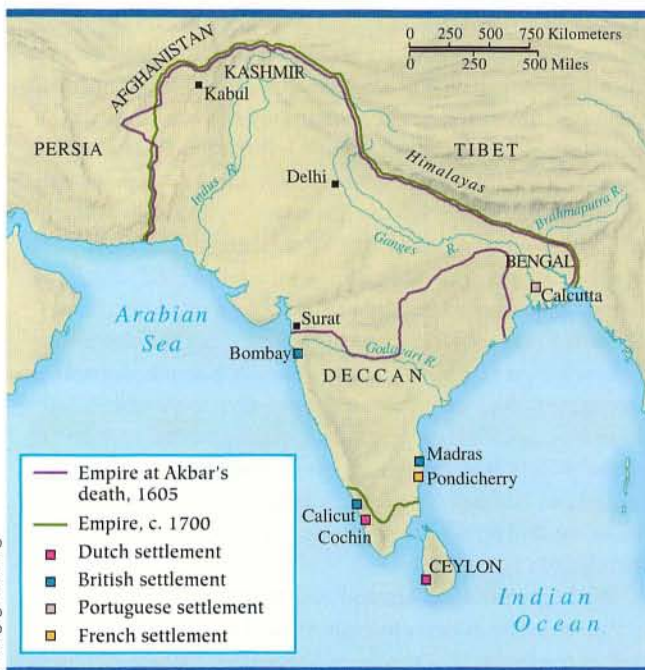 0 250 500 750 Kilometers
0 250 500 Miles
AFGHANISTAN
KASHMIR
Kabul
PERSIA
TIBET
Himalayas
Delhi
Indus R.
Brahmaputra R.
Ganges R.
BENGAL
Calcutta
Arabian
Sea
Surat
Bombay
Godavari R.
DECCAN
Madras
Pondicherry
Calicut
Cochin
CEYLON
Indian
Ocean
Empire at Akbar's
death, 1605
Empire, c. 1700
Dutch settlement
British settlement
Portuguese settlement
French settlement